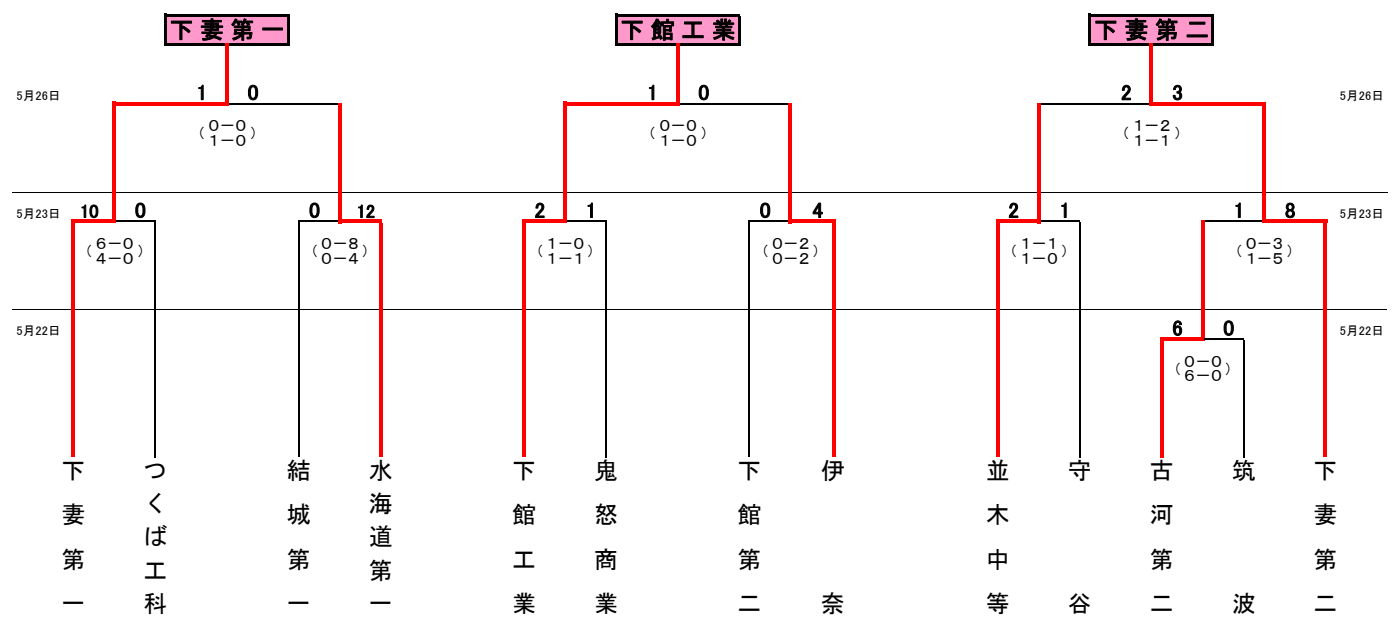 下妻第一
下館工業
下妻第二
5月26日
1 0
1 0
2 3
5月26日
(0-0
1-0)
(0-0
1-0)
(1-2
1-1)
5月23日
10 0
0 12
2 1
0 4
2 1
1 8
5月23日
(6-0
4-0)
(0-8
0-4)
(1-0
1-1)
(0-2
0-2)
(1-1
1-0)
(0-3
1-5)
5月22日
6 0
5月22日
(0-0
6-0)
下妻第一
つくば工科
結城第一
水海道第一
下館工業
鬼怒商業
下館第二
伊奈
並木中等
守谷
古河第二
筑波
下妻第二